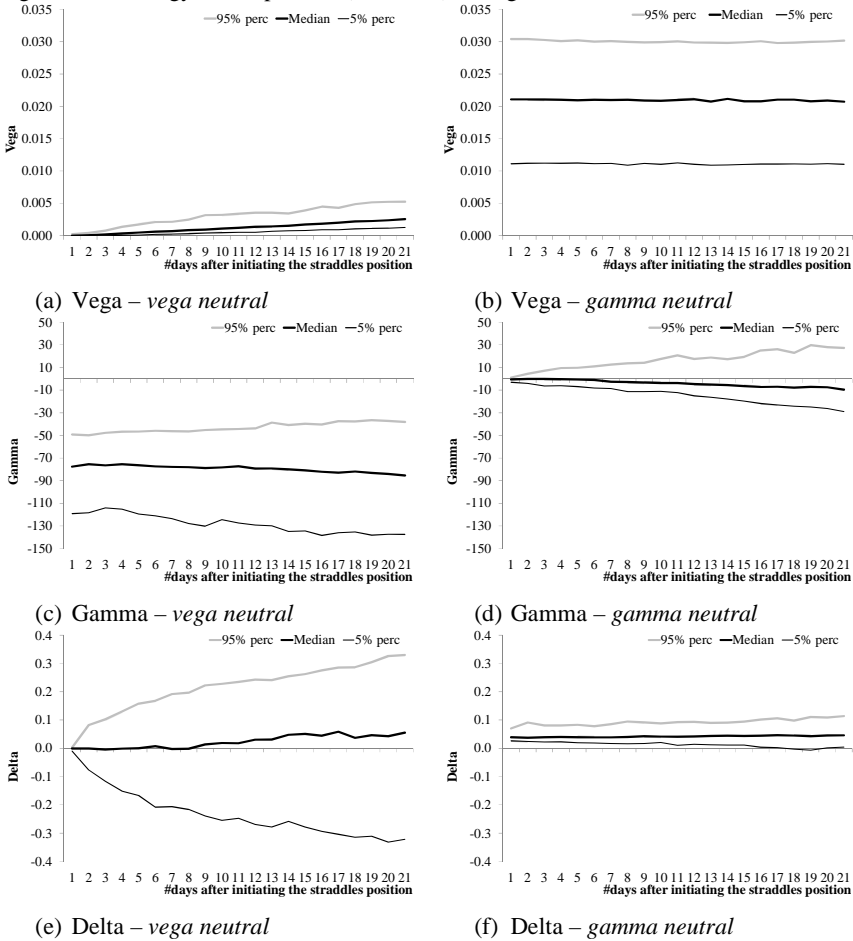 0.035
0.030
0.025
0.020
0.015
0.010
0.005
0.000
Vega
95% perc Median 5% perc
1 2 3 4 5 6 7 8 9 10 11 12 13 14 15 16 17 18 19 20 21
#days after initiating the straddles position
(a) Vega – vega neutral
0.035
0.030
0.025
0.020
0.015
0.010
0.005
0.000
Vega
95% perc Median 5% perc
1 2 3 4 5 6 7 8 9 10 11 12 13 14 15 16 17 18 19 20 21
#days after initiating the straddles position
(b) Vega – gamma neutral
50
30
10
-10
-30
-50
-70
-90
-110
-130
-150
Gamma
95% perc Median 5% perc
1 2 3 4 5 6 7 8 9 10 11 12 13 14 15 16 17 18 19 20 21
#days after initiating the straddles position
(c) Gamma – vega neutral
50
30
10
-10
-30
-50
-70
-90
-110
-130
-150
Gamma
95% perc Median 5% perc
1 2 3 4 5 6 7 8 9 10 11 12 13 14 15 16 17 18 19 20 21
#days after initiating the straddles position
(d) Gamma – gamma neutral
0.4
0.3
0.2
0.1
0.0
-0.1
-0.2
-0.3
-0.4
Delta
95% perc Median 5% perc
1 2 3 4 5 6 7 8 9 10 11 12 13 14 15 16 17 18 19 20 21
#days after initiating the straddles position
(e) Delta – vega neutral
0.4
0.3
0.2
0.1
0.0
-0.1
-0.2
-0.3
-0.4
Delta
95% perc Median 5% perc
1 2 3 4 5 6 7 8 9 10 11 12 13 14 15 16 17 18 19 20 21
#days after initiating the straddles position
(f) Delta – gamma neutral